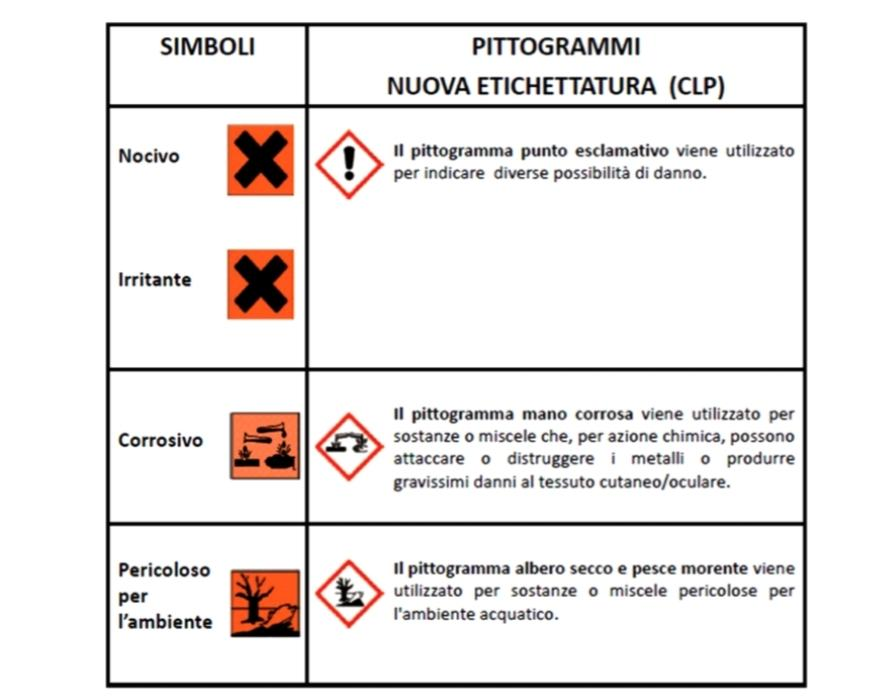 SIMBOLI
PITTOGRAMMI
NUOVA ETICHETTATURA (CLP)
Nocivo
Il pittogramma punto esclamativo viene utilizzato
per indicare diverse possibilità di danno.
Irritante
Corrosivo
Il pittogramma mano corrosa viene utilizzato per
sostanze o miscele che, per azione chimica, possono
attaccare o distruggere i metalli o produrre
gravissimi danni al tessuto cutaneo/oculare.
Pericoloso
per
l'ambiente
Il pittogramma albero secco e pesce morente viene
utilizzato per sostanze o miscele pericolose per
l'ambiente acquatico.